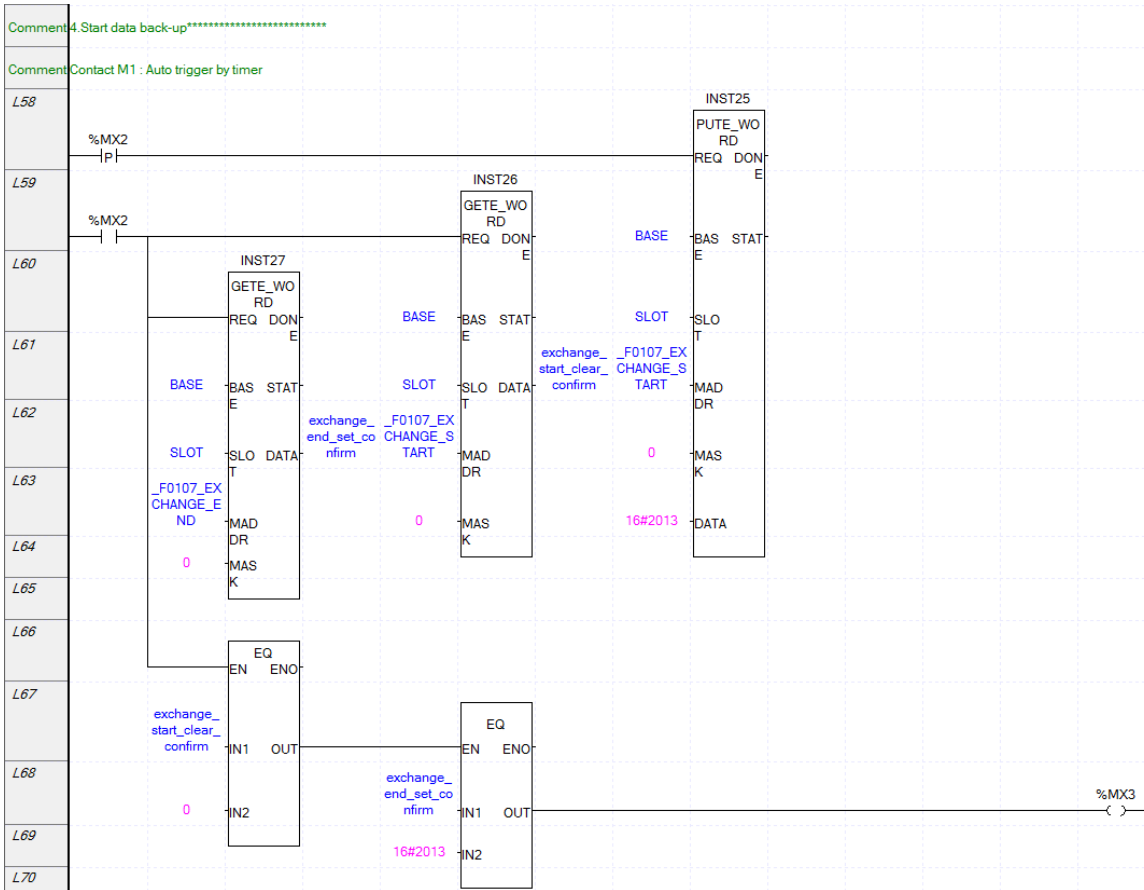 Comment 4.Start data back-up**************************
Comment Contact M1 : Auto trigger by timer
L58
INST25
PUTE_WO
RD
%MX2
P
REQ DON
E
L59
INST26
GETE_WO
RD
%MX2
REQ DON
E
BASE
BAS STAT
E
L60
INST27
GETE_WO
RD
REQ DON
E
BASE
BAS STAT
E
SLOT
SLO
T
L61
exchange_
start_clear_
confirm
_F0107_EX
CHANGE_S
TART
MAD
DR
BASE
BAS STAT
E
SLOT
SLO DATA
T
L62
exchange_
end_set_co
nfirm
_F0107_EX
CHANGE_S
TART
MAD
DR
SLOT
SLO DATA
T
0
MAS
K
L63
_F0107_EX
CHANGE_E
ND
MAD
DR
0
MAS
K
16#2013
DATA
L64
0
MAS
K
L65
L66
EQ
EN ENO
L67
exchange_
start_clear_
confirm
IN1 OUT
EQ
EN ENO
L68
0
IN2
exchange_
end_set_co
nfirm
IN1 OUT
%MX3
L69
16#2013
IN2
L70